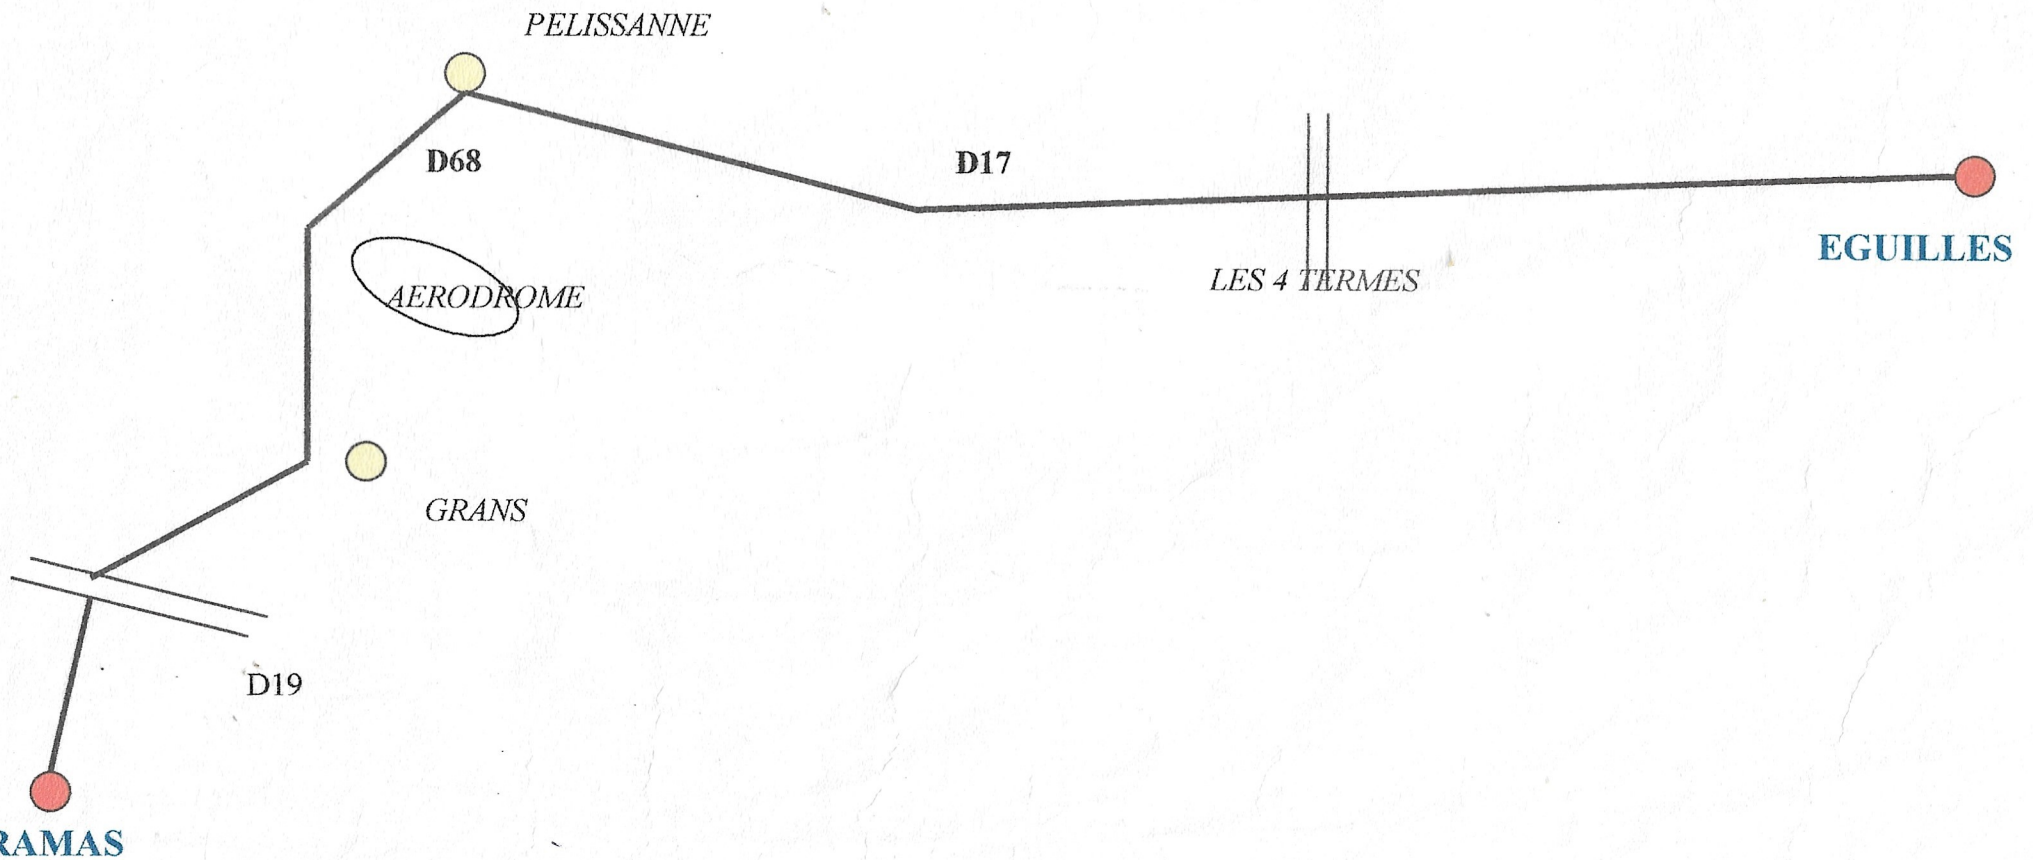 PELISSANNE
D68
D17
EGUILLES
AERODROME
LES 4 TERMES
GRANS
D19
RAMAS